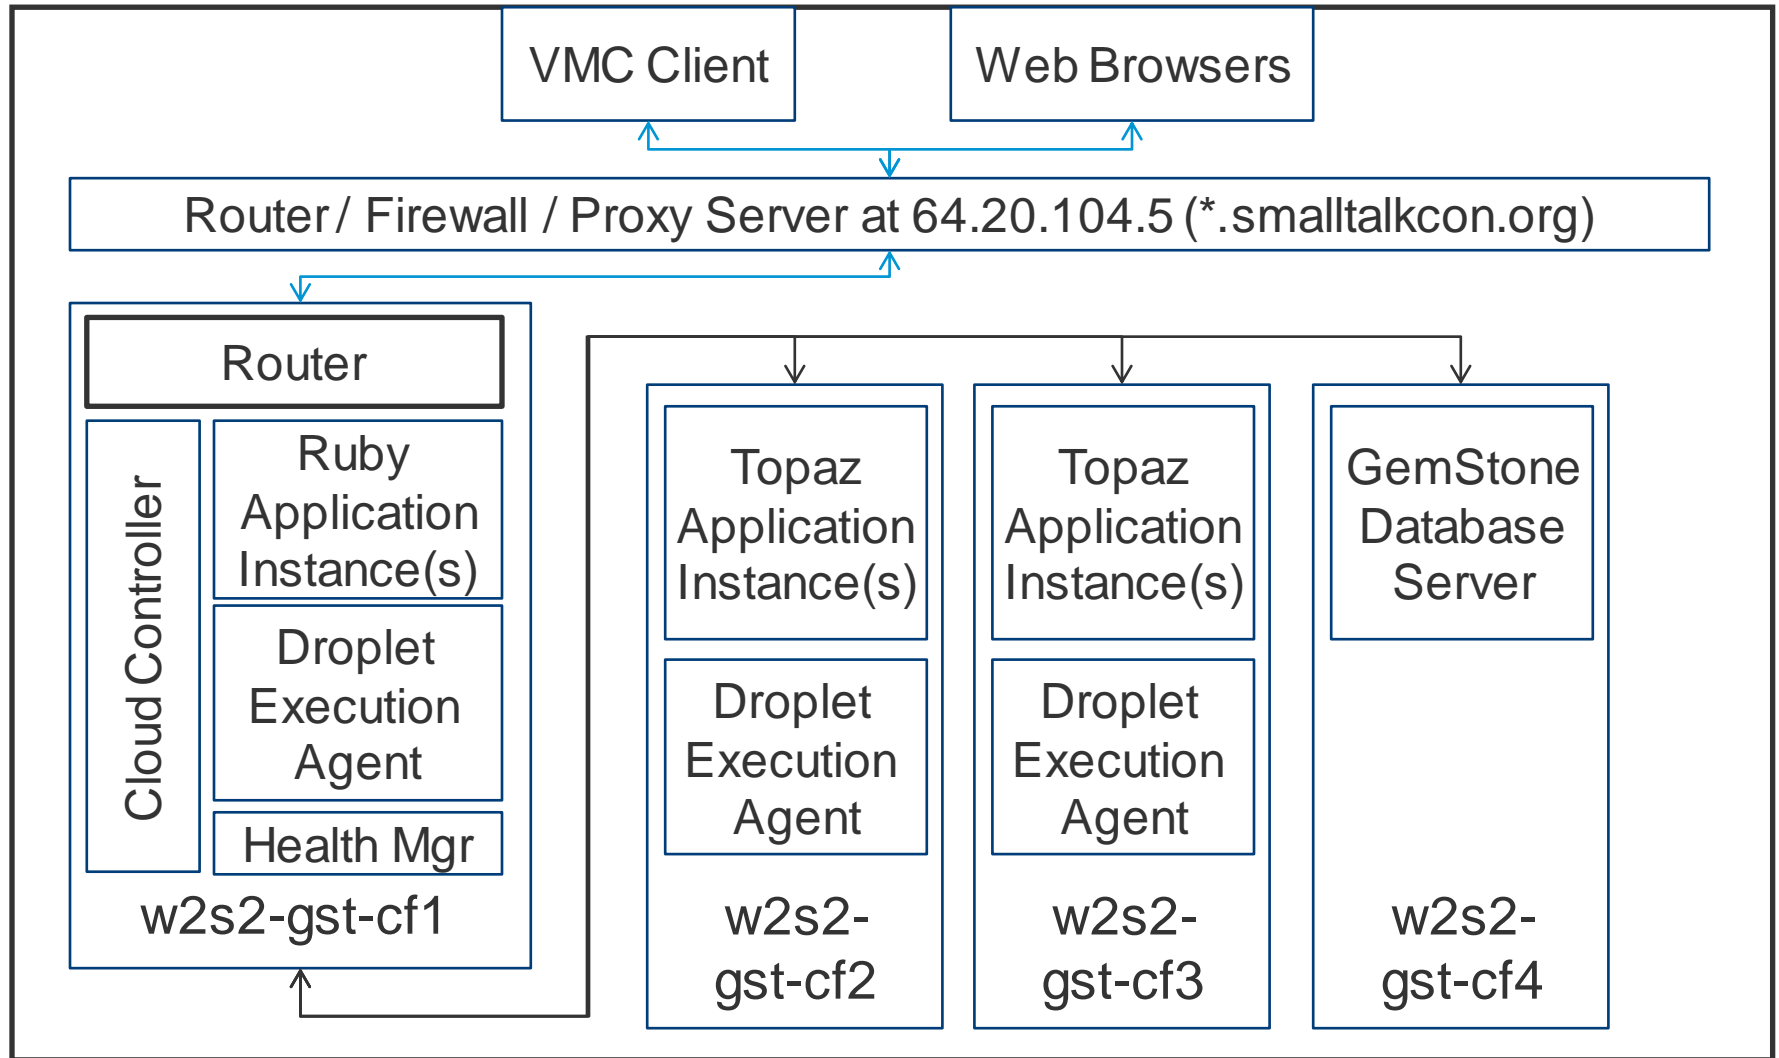 VMC Client
Web Browsers
Router / Firewall / Proxy Server at 64.20.104.5 (*.smalltalkcon.org)
Router
Cloud Controller
Ruby
Application
Instance(s)
Droplet
Execution
Agent
Health Mgr
w2s2-gst-cf1
Topaz
Application
Instance(s)
Droplet
Execution
Agent
w2s2-
gst-cf2
Topaz
Application
Instance(s)
Droplet
Execution
Agent
w2s2-
gst-cf3
GemStone
Database
Server
w2s2-
gst-cf4